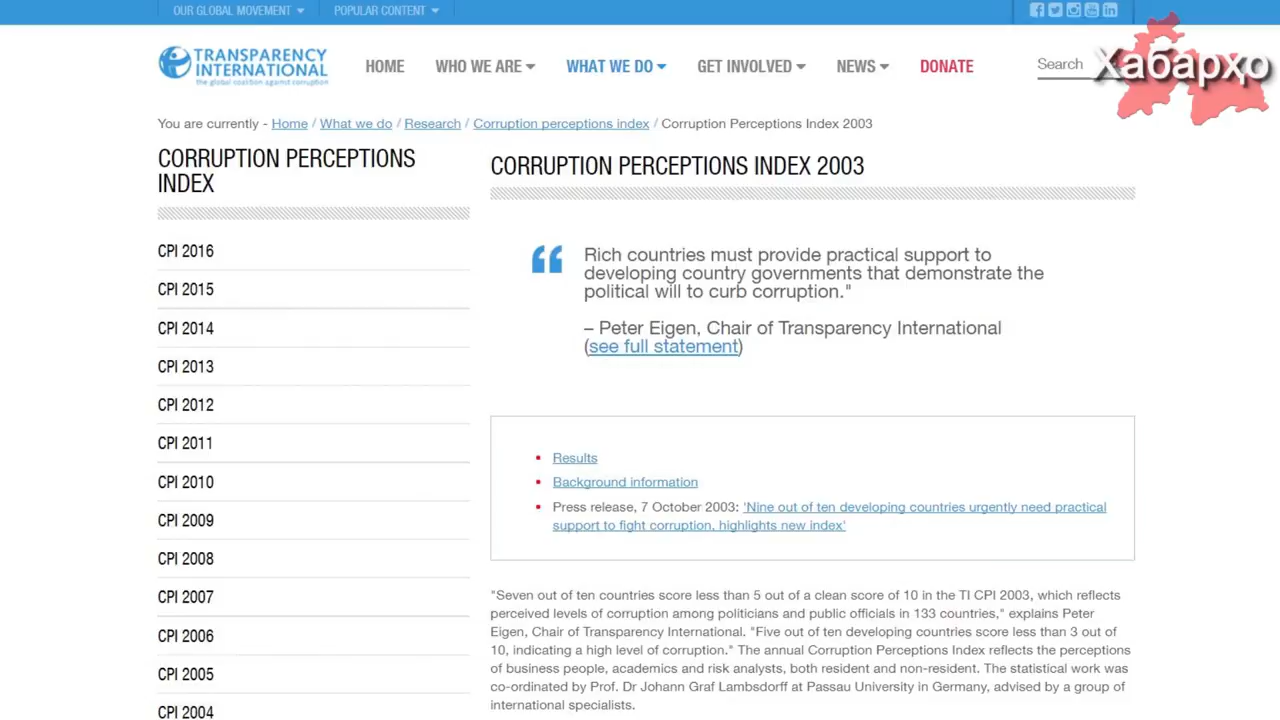 OUR GLOBAL MOVEMENT
POPULAR CONTENT
TRANSPARENCY
INTERNATIONAL
the global coalition against corruption
HOME
WHO WE ARE
WHAT WE DO
GET INVOLVED
NEWS
DONATE
Search
Хабарҳо
You are currently - Home / What we do / Research / Corruption perceptions index / Corruption Perceptions Index 2003
CORRUPTION PERCEPTIONS
INDEX
CPI 2016
CPI 2015
CPI 2014
CPI 2013
CPI 2012
CPI 2011
CPI 2010
CPI 2009
CPI 2008
CPI 2007
CPI 2006
CPI 2005
CPI 2004
CORRUPTION PERCEPTIONS INDEX 2003
“
Rich countries must provide practical support to
developing country governments that demonstrate the
political will to curb corruption."
– Peter Eigen, Chair of Transparency International
(see full statement)
• Results
• Background information
• Press release, 7 October 2003: 'Nine out of ten developing countries urgently need practical
support to fight corruption, highlights new index'
"Seven out of ten countries score less than 5 out of a clean score of 10 in the TI CPI 2003, which reflects
perceived levels of corruption among politicians and public officials in 133 countries," explains Peter
Eigen, Chair of Transparency International. "Five out of ten developing countries score less than 3 out of
10, indicating a high level of corruption." The annual Corruption Perceptions Index reflects the perceptions
of business people, academics and risk analysts, both resident and non-resident. The statistical work was
co-ordinated by Prof. Dr Johann Graf Lambsdorff at Passau University in Germany, advised by a group of
international specialists.